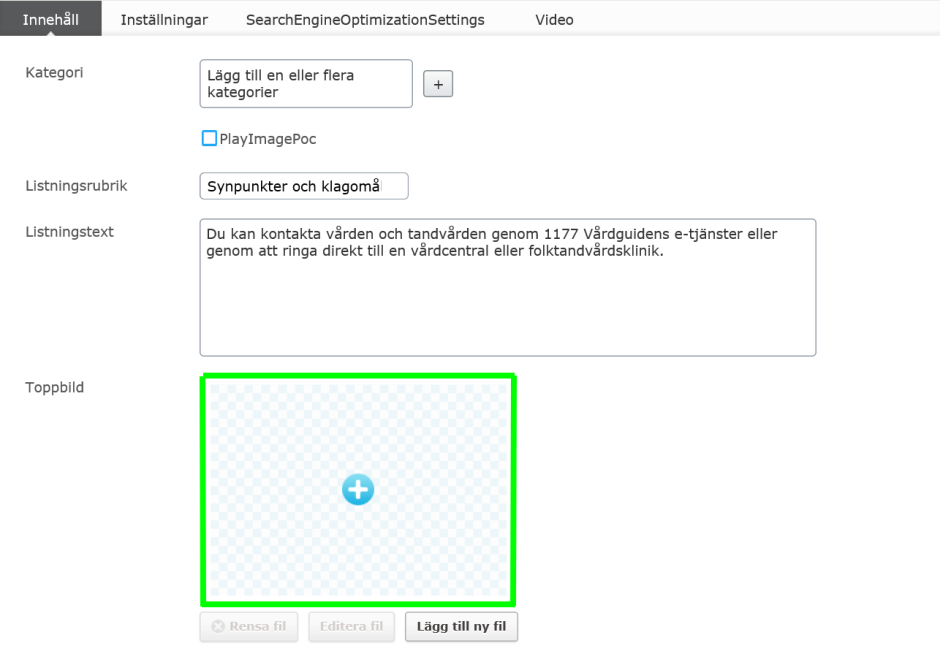 Innehåll Inställningar SearchEngineOptimizationSettings Video
Kategori
Lägg till en eller flera
kategorier
+
PlayImagePoc
Listningsrubrik
Synpunkter och klagomå
Listningstext
Du kan kontakta vården och tandvården genom 1177 Vårdguidens e-tjänster eller
genom att ringa direkt till en vårdcentral eller folktandvårdsklinik.
Toppbild
Rensa fil Editera fil Lägg till ny fil